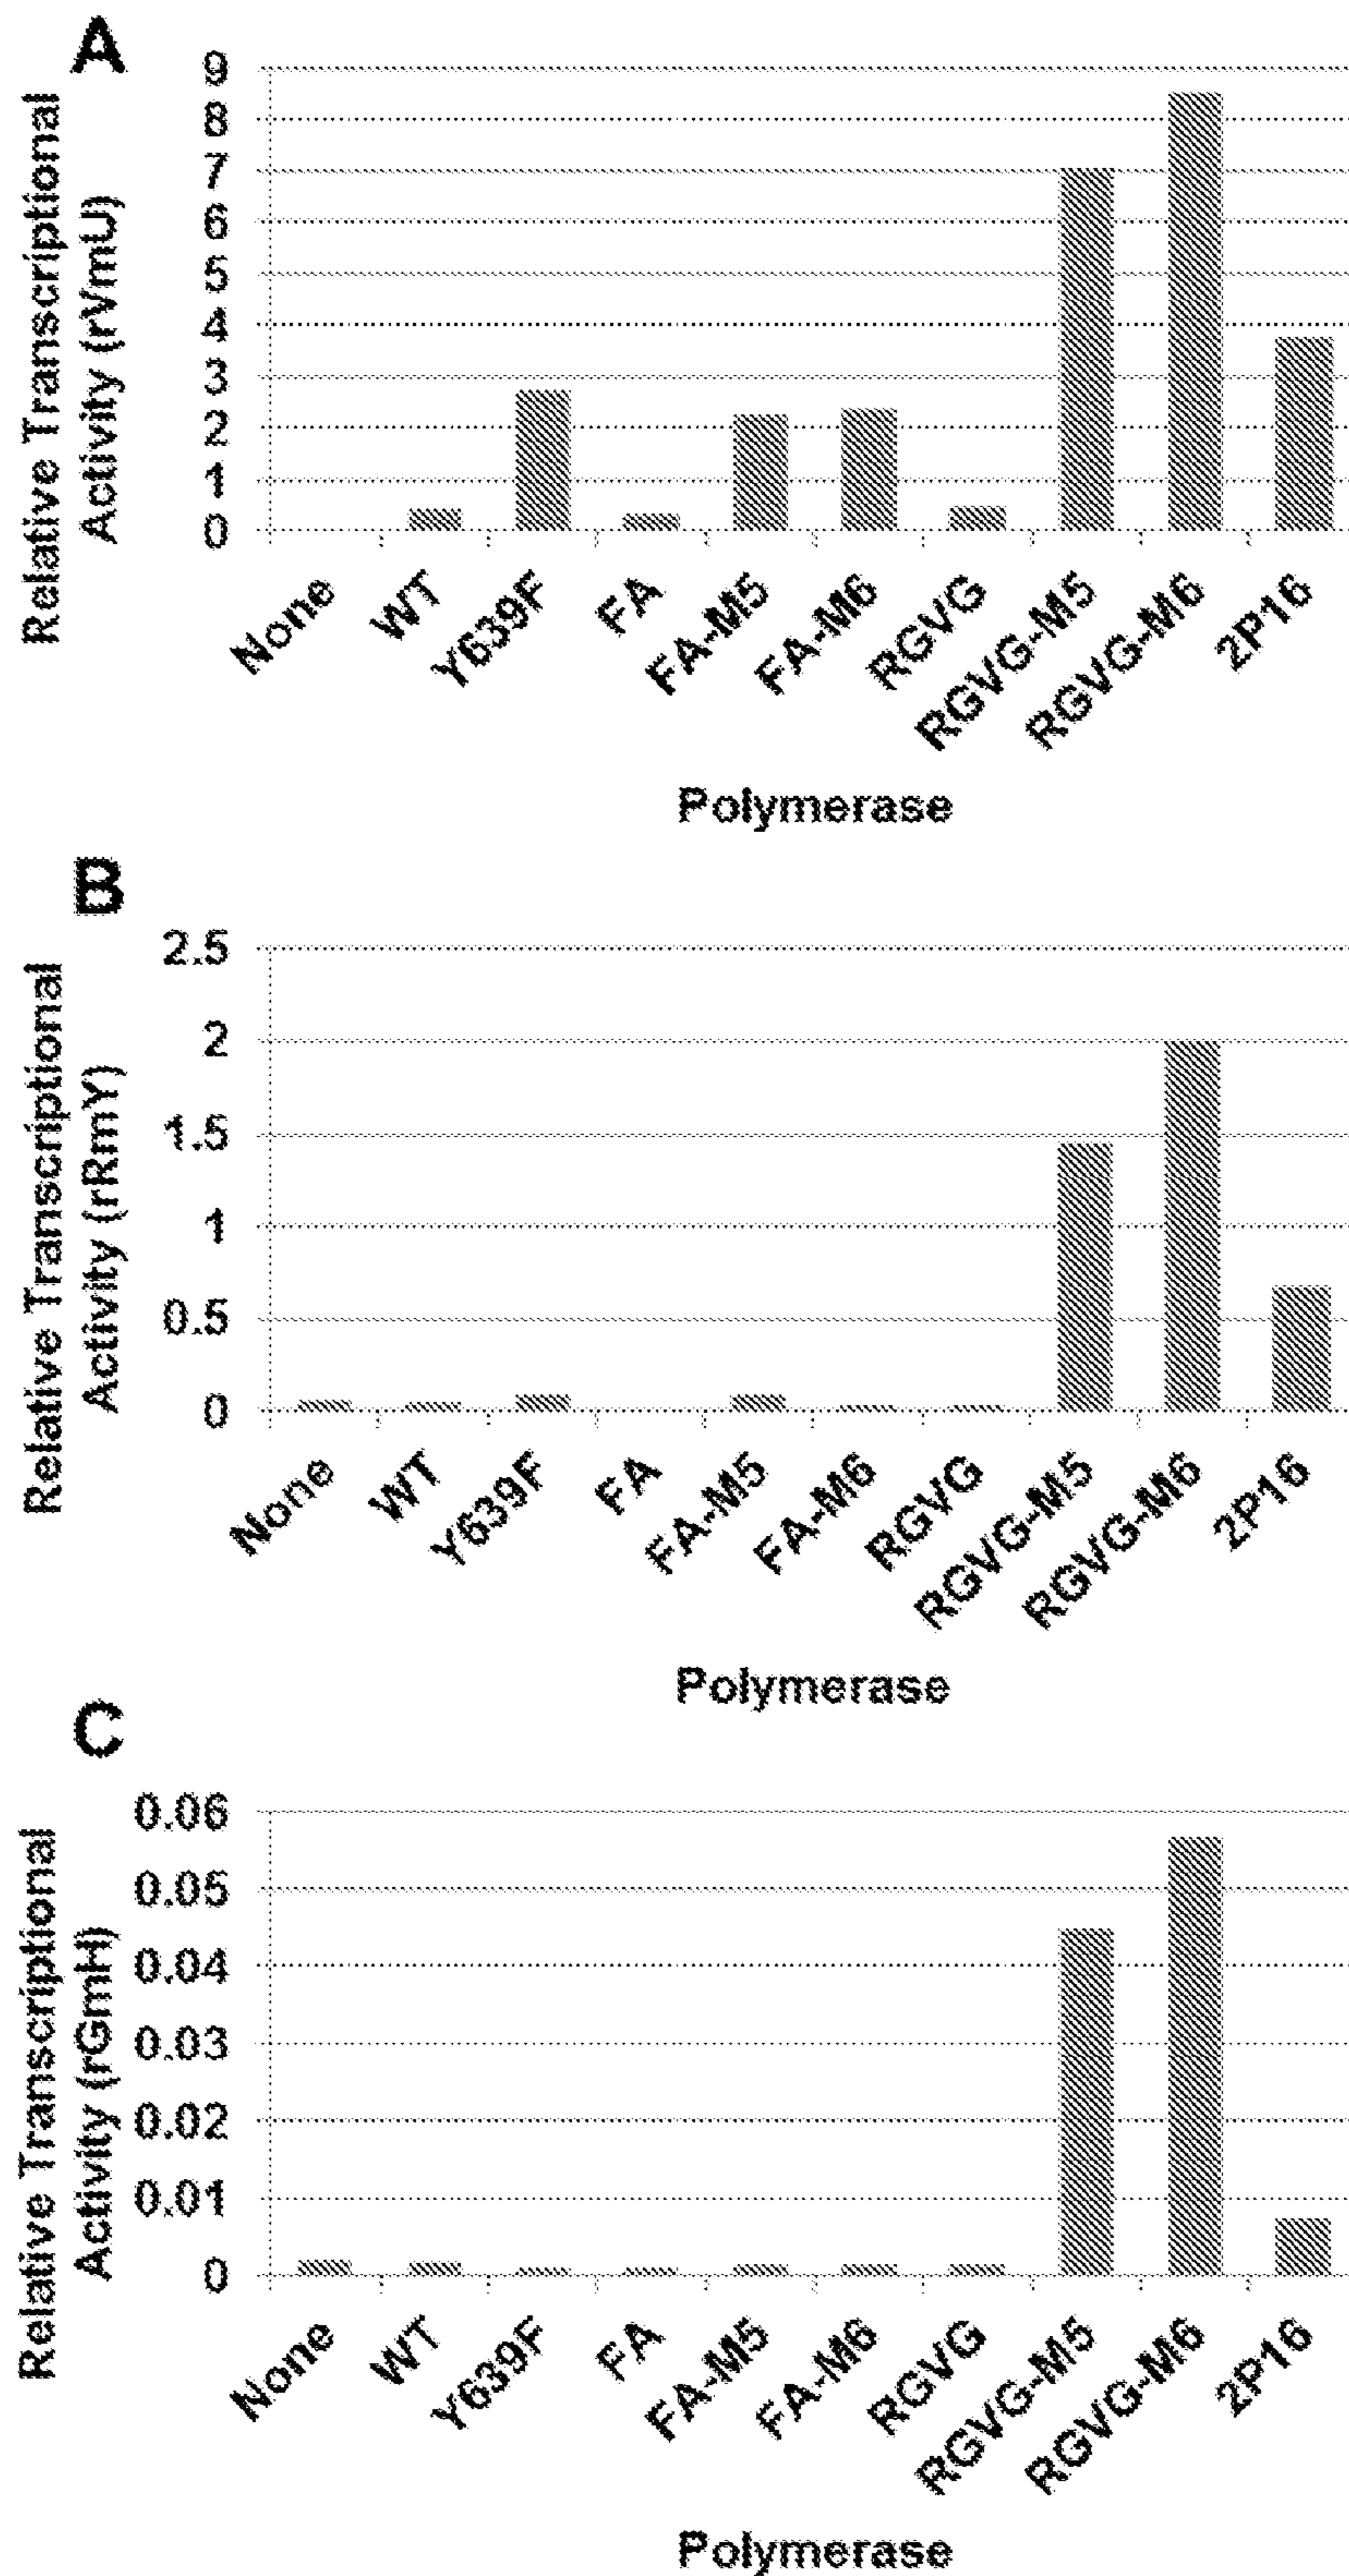 A
Relative Transcriptional
Activity (rVmU)
9
8
7
6
5
4
3
2
1
0
None
WT
Y639F
FA
FA-M5
FA-M6
RGVG
RGVG-M5
RGVG-M6
2P16
Polymerase
B
Relative Transcriptional
Activity (rRmY)
2.5
2
1.5
1
0.5
0
None
WT
Y639F
FA
FA-M5
FA-M6
RGVG
RGVG-M5
RGVG-M6
2P16
Polymerase
C
Relative Transcriptional
Activity (rGmH)
0.06
0.05
0.04
0.03
0.02
0.01
0
None
WT
Y639F
FA
FA-M5
FA-M6
RGVG
RGVG-M5
RGVG-M6
2P16
Polymerase